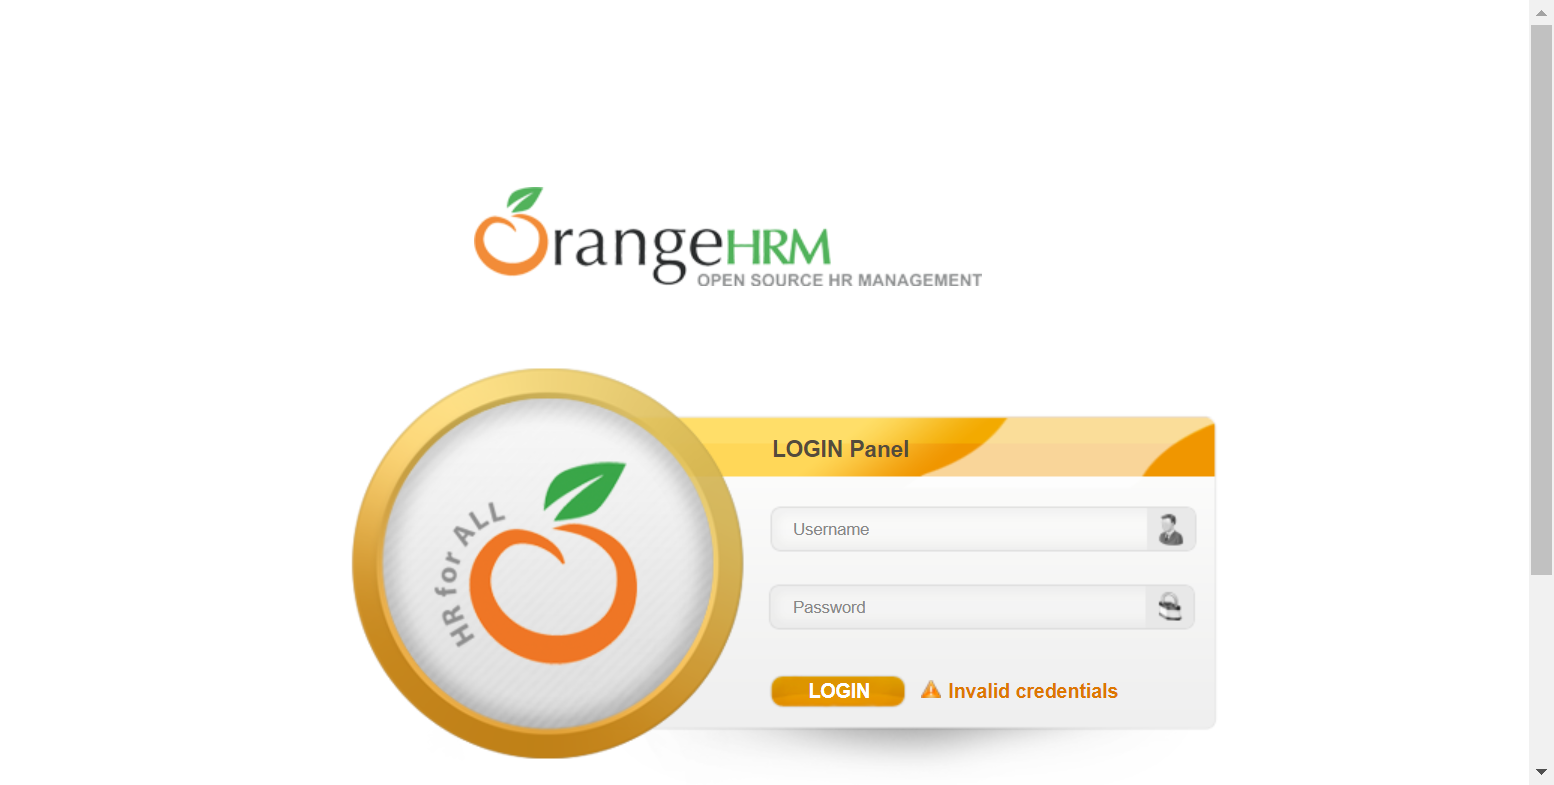 OrangeHRM
OPEN SOURCE HR MANAGEMENT
LOGIN Panel
HR for ALL
Username
Password
LOGIN Invalid credentials